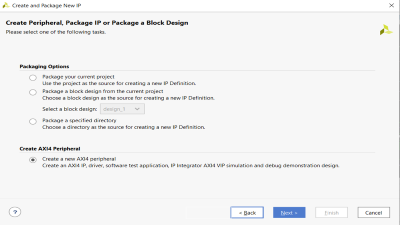 Create and Package New IP
Create Peripheral, Package IP or Package a Block Design
Please select one of the following tasks.
Packaging Options
Package your current project
Use the project as the source for creating a new IP Definition.
Package a block design from the current project
Choose a block design as the source for creating a new IP Definition.
Select a block design: design_1
Package a specified directory
Choose a directory as the source for creating a new IP Definition.
Create AXI4 Peripheral
Create a new AXI4 peripheral
Create an AXI4 IP, driver, software test application, IP Integrator AXI4 VIP simulation and debug demonstration design.
? < Back Next > Finish Cancel